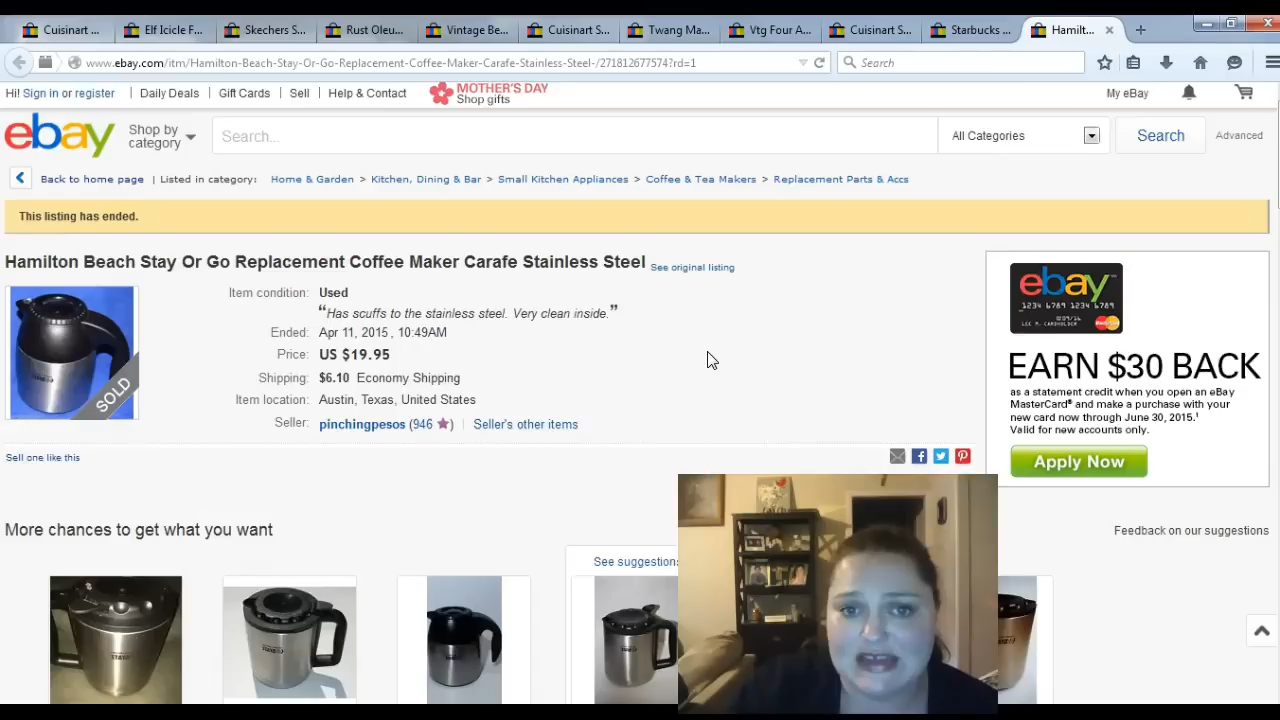 Cuisinart ...
Elf Icicle F...
Skechers S...
Rust Oleu...
Vintage Be...
Cuisinart S...
Twang Ma...
Vtg Four A...
Cuisinart S...
Starbucks ...
Hamilt...
www.ebay.com/itm/Hamilton-Beach-Stay-Or-Go-Replacement-Coffee-Maker-Carafe-Stainless-Steel-/271812677574?rd=1
Search
Hi! Sign in or register
Daily Deals
Gift Cards
Sell
Help & Contact
MOTHER'S DAY
Shop gifts
My eBay
ebay
Shop by
category
Search...
All Categories
Search
Advanced
Back to home page | Listed in category: Home & Garden > Kitchen, Dining & Bar > Small Kitchen Appliances > Coffee & Tea Makers > Replacement Parts & Accs
This listing has ended.
Hamilton Beach Stay Or Go Replacement Coffee Maker Carafe Stainless Steel See original listing
SOLD
Item condition: Used
“Has scuffs to the stainless steel. Very clean inside.”
Ended: Apr 11, 2015 , 10:49AM
Price: US $19.95
Shipping: $6.10 Economy Shipping
Item location: Austin, Texas, United States
Seller: pinchingpesos (946 ★) | Seller's other items
Sell one like this
ebay
1234 6789 1234 6789
LEE M. CARDHOLDER
MasterCard
EARN $30 BACK
as a statement credit when you open an eBay
MasterCard® and make a purchase with your
new card now through June 30, 2015.¹
Valid for new accounts only.
Apply Now
More chances to get what you want
Feedback on our suggestions
See suggestions